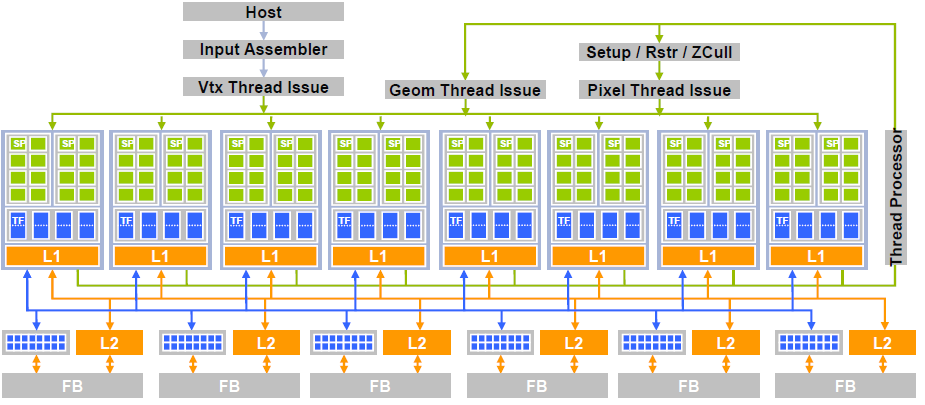 Host
Input Assembler
Setup / Rstr / ZCull
Vtx Thread Issue
Geom Thread Issue
Pixel Thread Issue
Thread Processor
SP SP SP SP SP SP SP SP SP SP SP SP SP SP SP SP
TF TF TF TF TF TF TF TF
L1 L1 L1 L1 L1 L1 L1 L1
L2 L2 L2 L2 L2 L2
FB FB FB FB FB FB